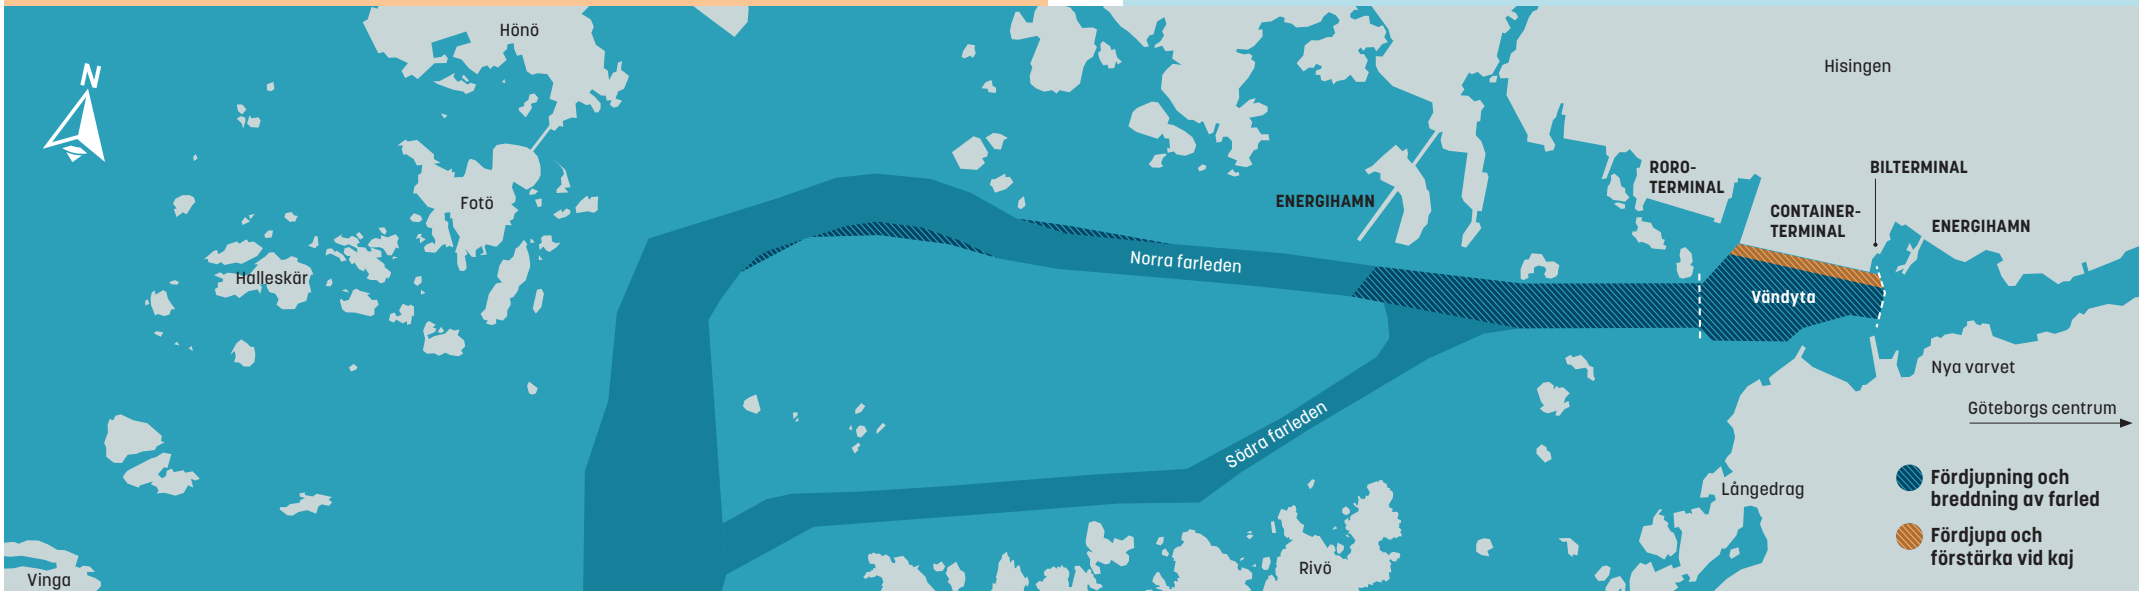 Hönö
N
Hisingen
RORO-
TERMINAL
BILTERMINAL
Fotö
ENERGIHAMN
CONTAINER-
TERMINAL
ENERGIHAMN
Norra farleden
Halleskär
Vändyta
Nya varvet
Göteborgs centrum
Södra farleden
Långedrag
Fördjupning och
breddning av farled
Fördjupa och
förstärka vid kaj
Rivö
Vinga